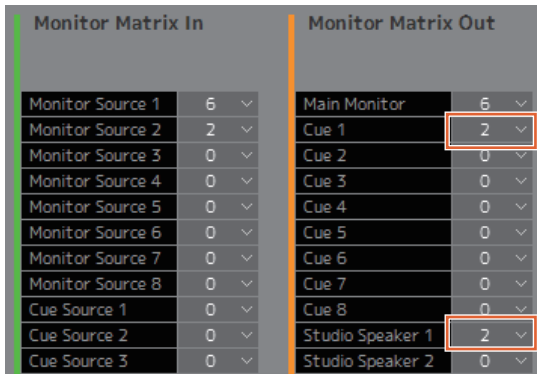 Monitor Matrix In
Monitor Source 1 6
Monitor Source 2 2
Monitor Source 3 0
Monitor Source 4 0
Monitor Source 5 0
Monitor Source 6 0
Monitor Source 7 0
Monitor Source 8 0
Cue Source 1 0
Cue Source 2 0
Cue Source 3 0
Monitor Matrix Out
Main Monitor 6
Cue 1 2
Cue 2 0
Cue 3 0
Cue 4 0
Cue 5 0
Cue 6 0
Cue 7 0
Cue 8 0
Studio Speaker 1 2
Studio Speaker 2 0